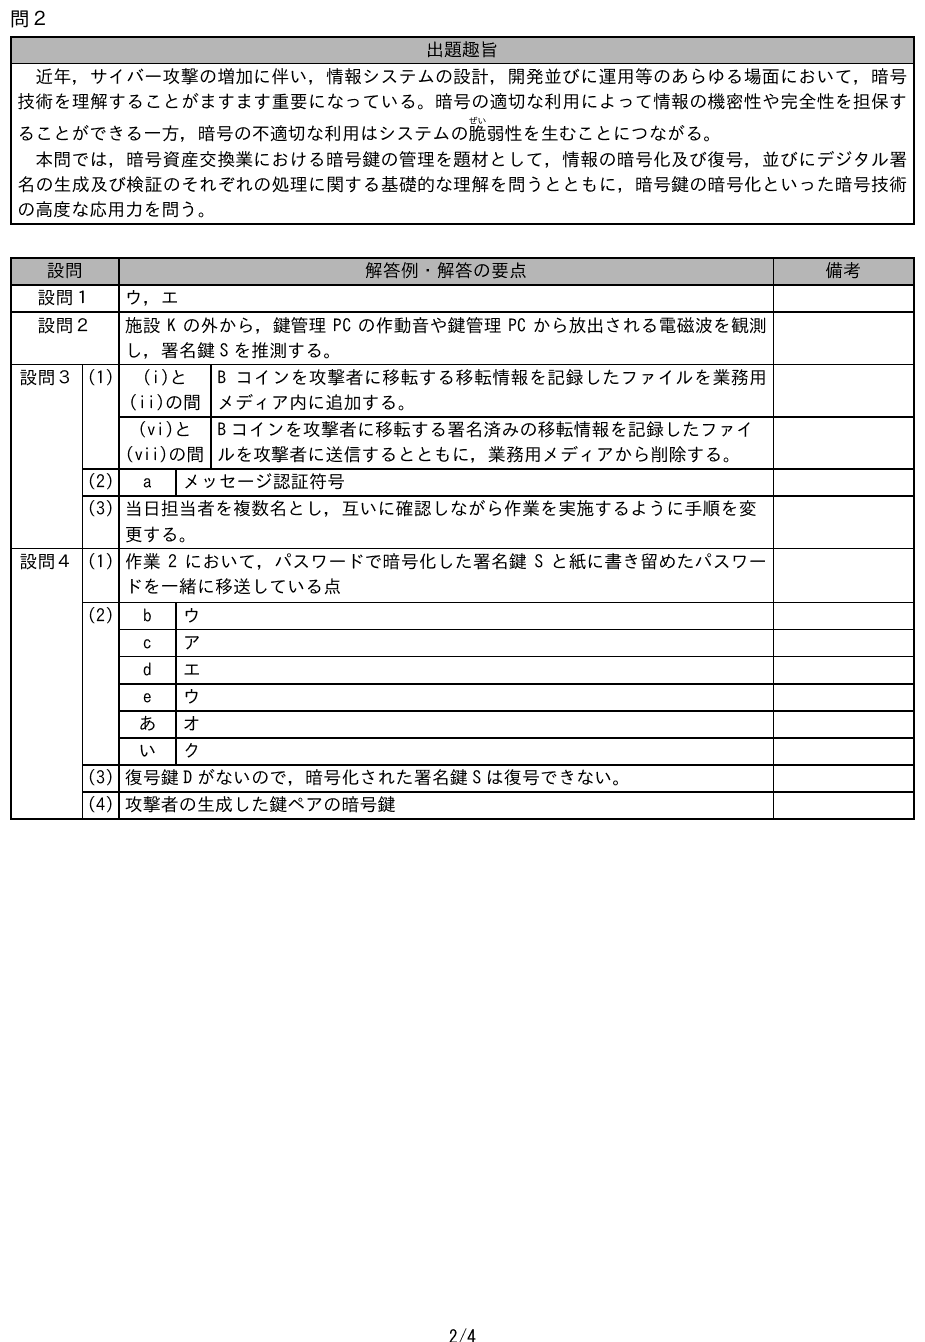 問２
出題趣旨
近年，サイバー攻撃の増加に伴い，情報システムの設計，開発並びに運用等のあらゆる場面において，暗号
技術を理解することがますます重要になっている。暗号の適切な利用によって情報の機密性や完全性を担保す
ることができる一方，暗号の不適切な利用はシステムの脆弱性を生むことにつながる。
ぜい
本問では，暗号資産交換業における暗号鍵の管理を題材として，情報の暗号化及び復号，並びにデジタル署
名の生成及び検証のそれぞれの処理に関する基礎的な理解を問うとともに，暗号鍵の暗号化といった暗号技術
の高度な応用力を問う。
設問 解答例・解答の要点 備考
設問１ ウ，エ
設問２ 施設 K の外から，鍵管理 PC の作動音や鍵管理 PC から放出される電磁波を観測
し，署名鍵 S を推測する。
設問３ (1) (i)と B コインを攻撃者に移転する移転情報を記録したファイルを業務用
(ii)の間 メディア内に追加する。
(vi)と B コインを攻撃者に移転する署名済みの移転情報を記録したファイ
(vii)の間 ルを攻撃者に送信するとともに，業務用メディアから削除する。
(2) a メッセージ認証符号
(3) 当日担当者を複数名とし，互いに確認しながら作業を実施するように手順を変
更する。
設問４ (1) 作業 2 において，パスワードで暗号化した署名鍵 S と紙に書き留めたパスワー
ドを一緒に移送している点
(2) b ウ
c ア
d エ
e ウ
あ オ
い ク
(3) 復号鍵 D がないので，暗号化された署名鍵 S は復号できない。
(4) 攻撃者の生成した鍵ペアの暗号鍵
2/4